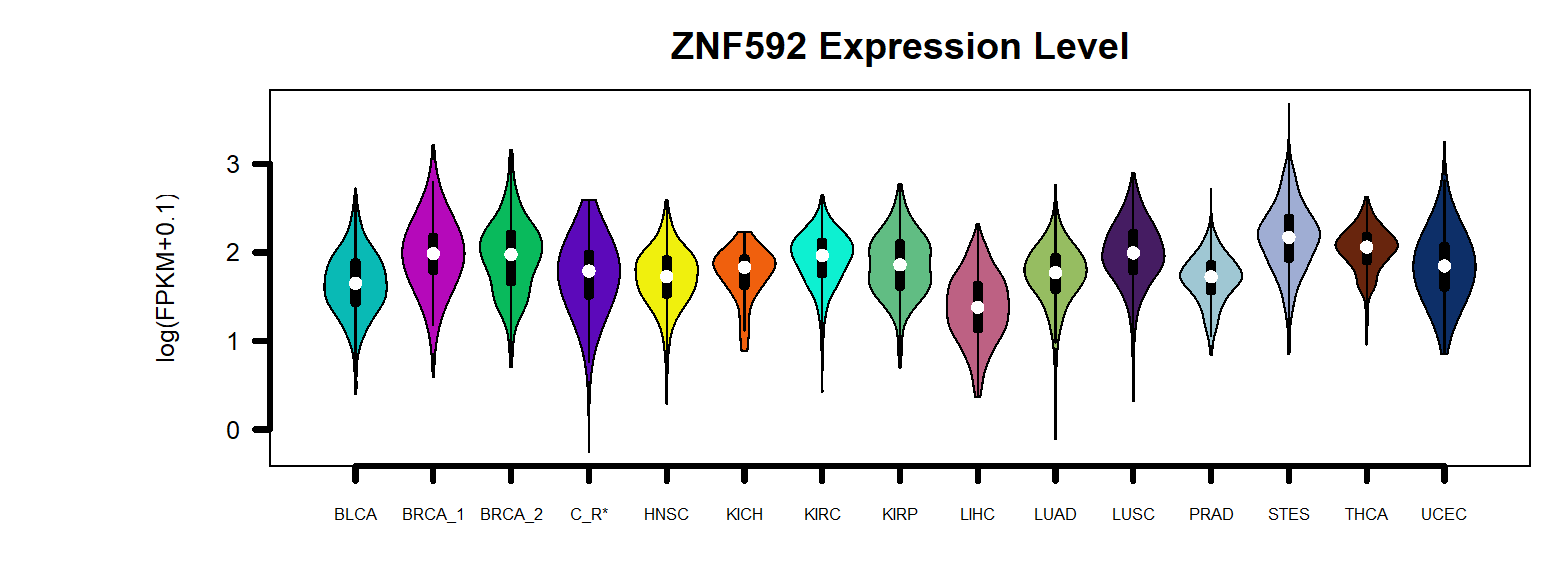 ZNF592 Expression Level
log(FPKM+0.1)
3
2
1
0
BLCA BRCA_1 BRCA_2 C_R* HNSC KICH KIRC KIRP LIHC LUAD LUSC PRAD STES THCA UCEC